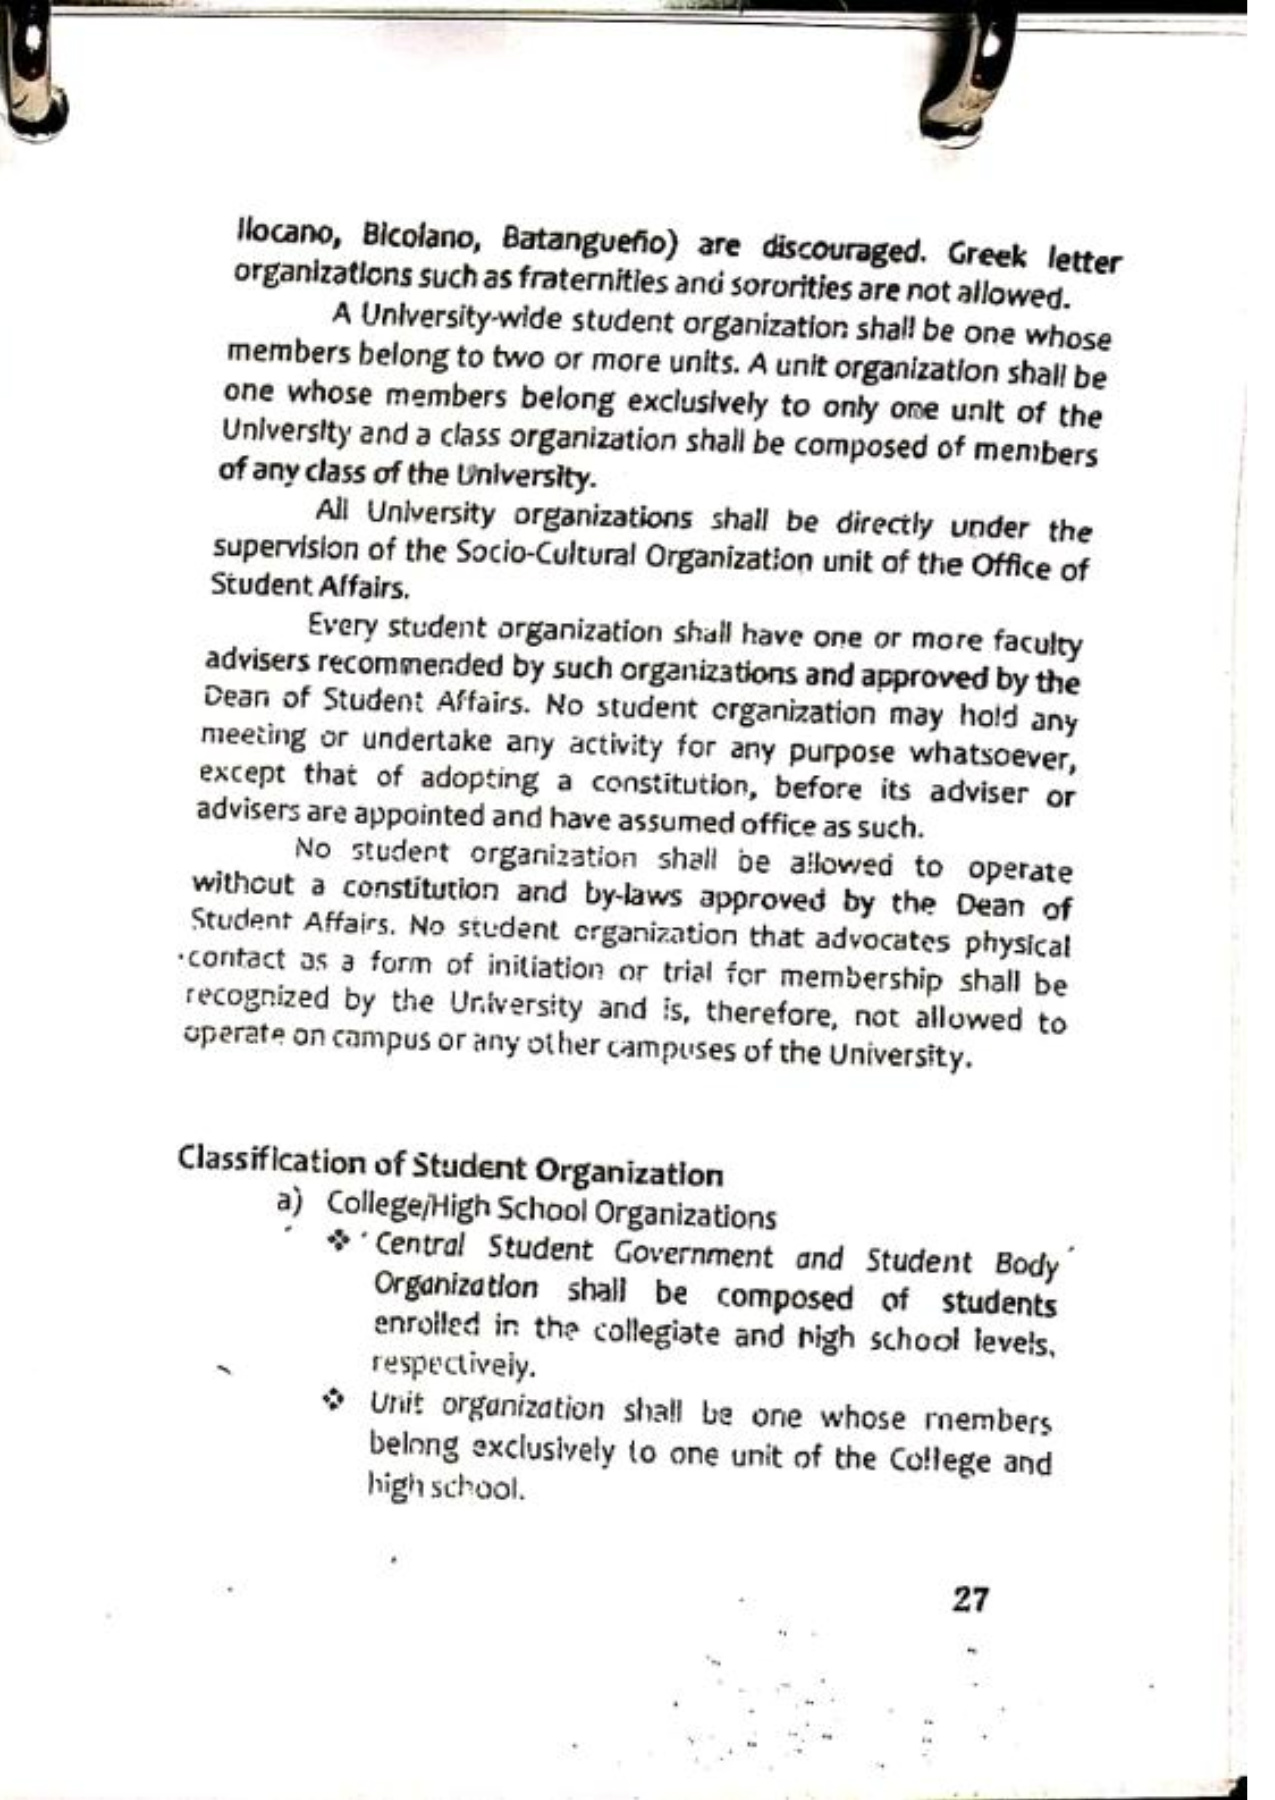 Ilocano, Bicolano, Batangueño) are discouraged. Greek letter
organizations such as fraternities and sororities are not allowed.
A University-wide student organization shall be one whose
members belong to two or more units. A unit organization shall be
one whose members belong exclusively to only one unit of the
University and a class organization shall be composed of members
of any class of the University.
All University organizations shall be directly under the
supervision of the Socio-Cultural Organization unit of the Office of
Student Affairs.
Every student organization shall have one or more faculty
advisers recommended by such organizations and approved by the
Dean of Student Affairs. No student organization may hold any
meeting or undertake any activity for any purpose whatsoever,
except that of adopting a constitution, before its adviser or
advisers are appointed and have assumed office as such.
No student organization shall be allowed to operate
without a constitution and by-laws approved by the Dean of
Student Affairs. No student organization that advocates physical
contact as a form of initiation or trial for membership shall be
recognized by the University and is, therefore, not allowed to
operate on campus or any other campuses of the University.
Classification of Student Organization
a) College/High School Organizations
❖ Central Student Government and Student Body
Organization shall be composed of students
enrolled in the collegiate and high school levels,
respectively.
❖ Unit organization shall be one whose members
belong exclusively to one unit of the College and
high school.
27